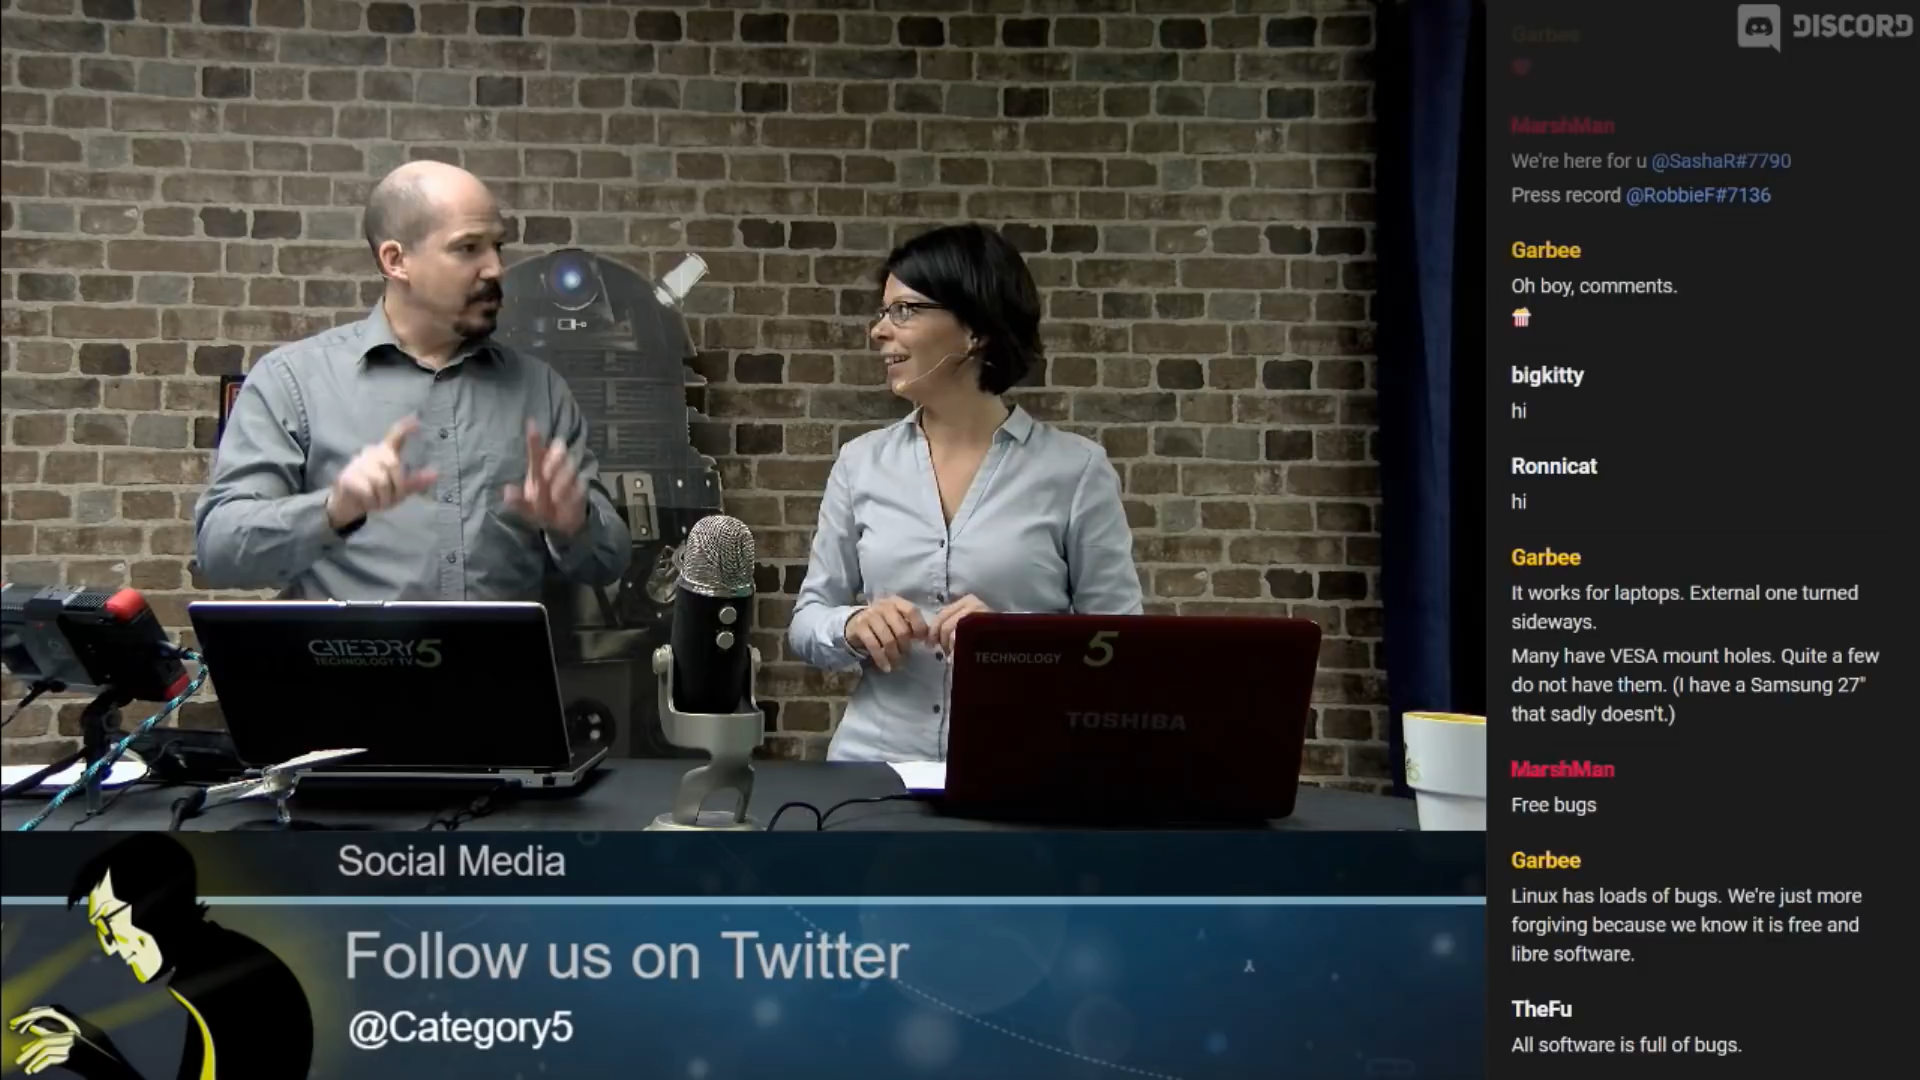 DISCORD
Garbee
MarshMan
We're here for u @SashaR#7790
Press record @RobbieF#7136
Garbee
Oh boy, comments.
bigkitty
hi
Ronnicat
hi
Garbee
It works for laptops. External one turned
sideways.
Many have VESA mount holes. Quite a few
do not have them. (I have a Samsung 27"
that sadly doesn't.)
MarshMan
Free bugs
Garbee
Linux has loads of bugs. We're just more
forgiving because we know it is free and
libre software.
TheFu
All software is full of bugs.
CATEGORY5
TECHNOLOGY TV
TECHNOLOGY 5
TOSHIBA
Social Media
Follow us on Twitter
@Category5